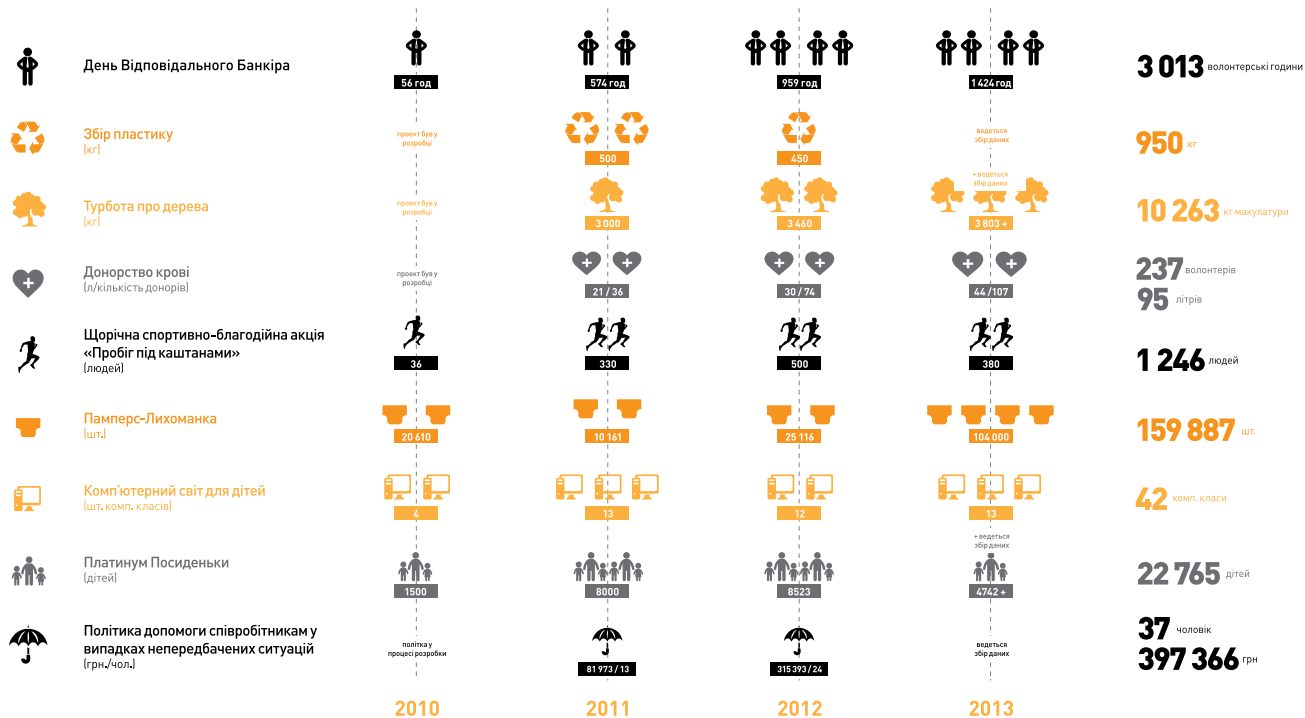 День Відповідального Банкіра
56 год
574 год
959 год
1 424 год
3 013 волонтерські години
Збір пластику
(кг)
проект був у
розробці
500
450
ведеться
збір даних
950 кг
Турбота про дерева
(кг)
проект був у
розробці
3 000
3 460
+ ведеться
збір даних
3 803 +
10 263 кг макулатури
Донорство крові
(л/кількість донорів)
проект був у
розробці
21 / 36
30 / 74
44 /107
237 волонтерів
95 літрів
Щорічна спортивно-благодійна акція
«Пробіг під каштанами»
(людей)
36
330
500
380
1 246 людей
Памперс-Лихоманка
(шт.)
20 610
10 161
25 116
104 000
159 887 шт.
Комп'ютерний світ для дітей
(шт. комп. класів)
4
13
12
13
42 комп. класи
Платинум Посиденьки
(дітей)
1500
8000
8523
+ ведеться
збір даних
4742 +
22 765 дітей
Політика допомоги співробітникам у
випадках непередбачених ситуацій
(грн./чол.)
політка у
процесі розробки
81 973 / 13
315 393 / 24
ведеться
збір даних
37 чоловік
397 366 грн
2010
2011
2012
2013